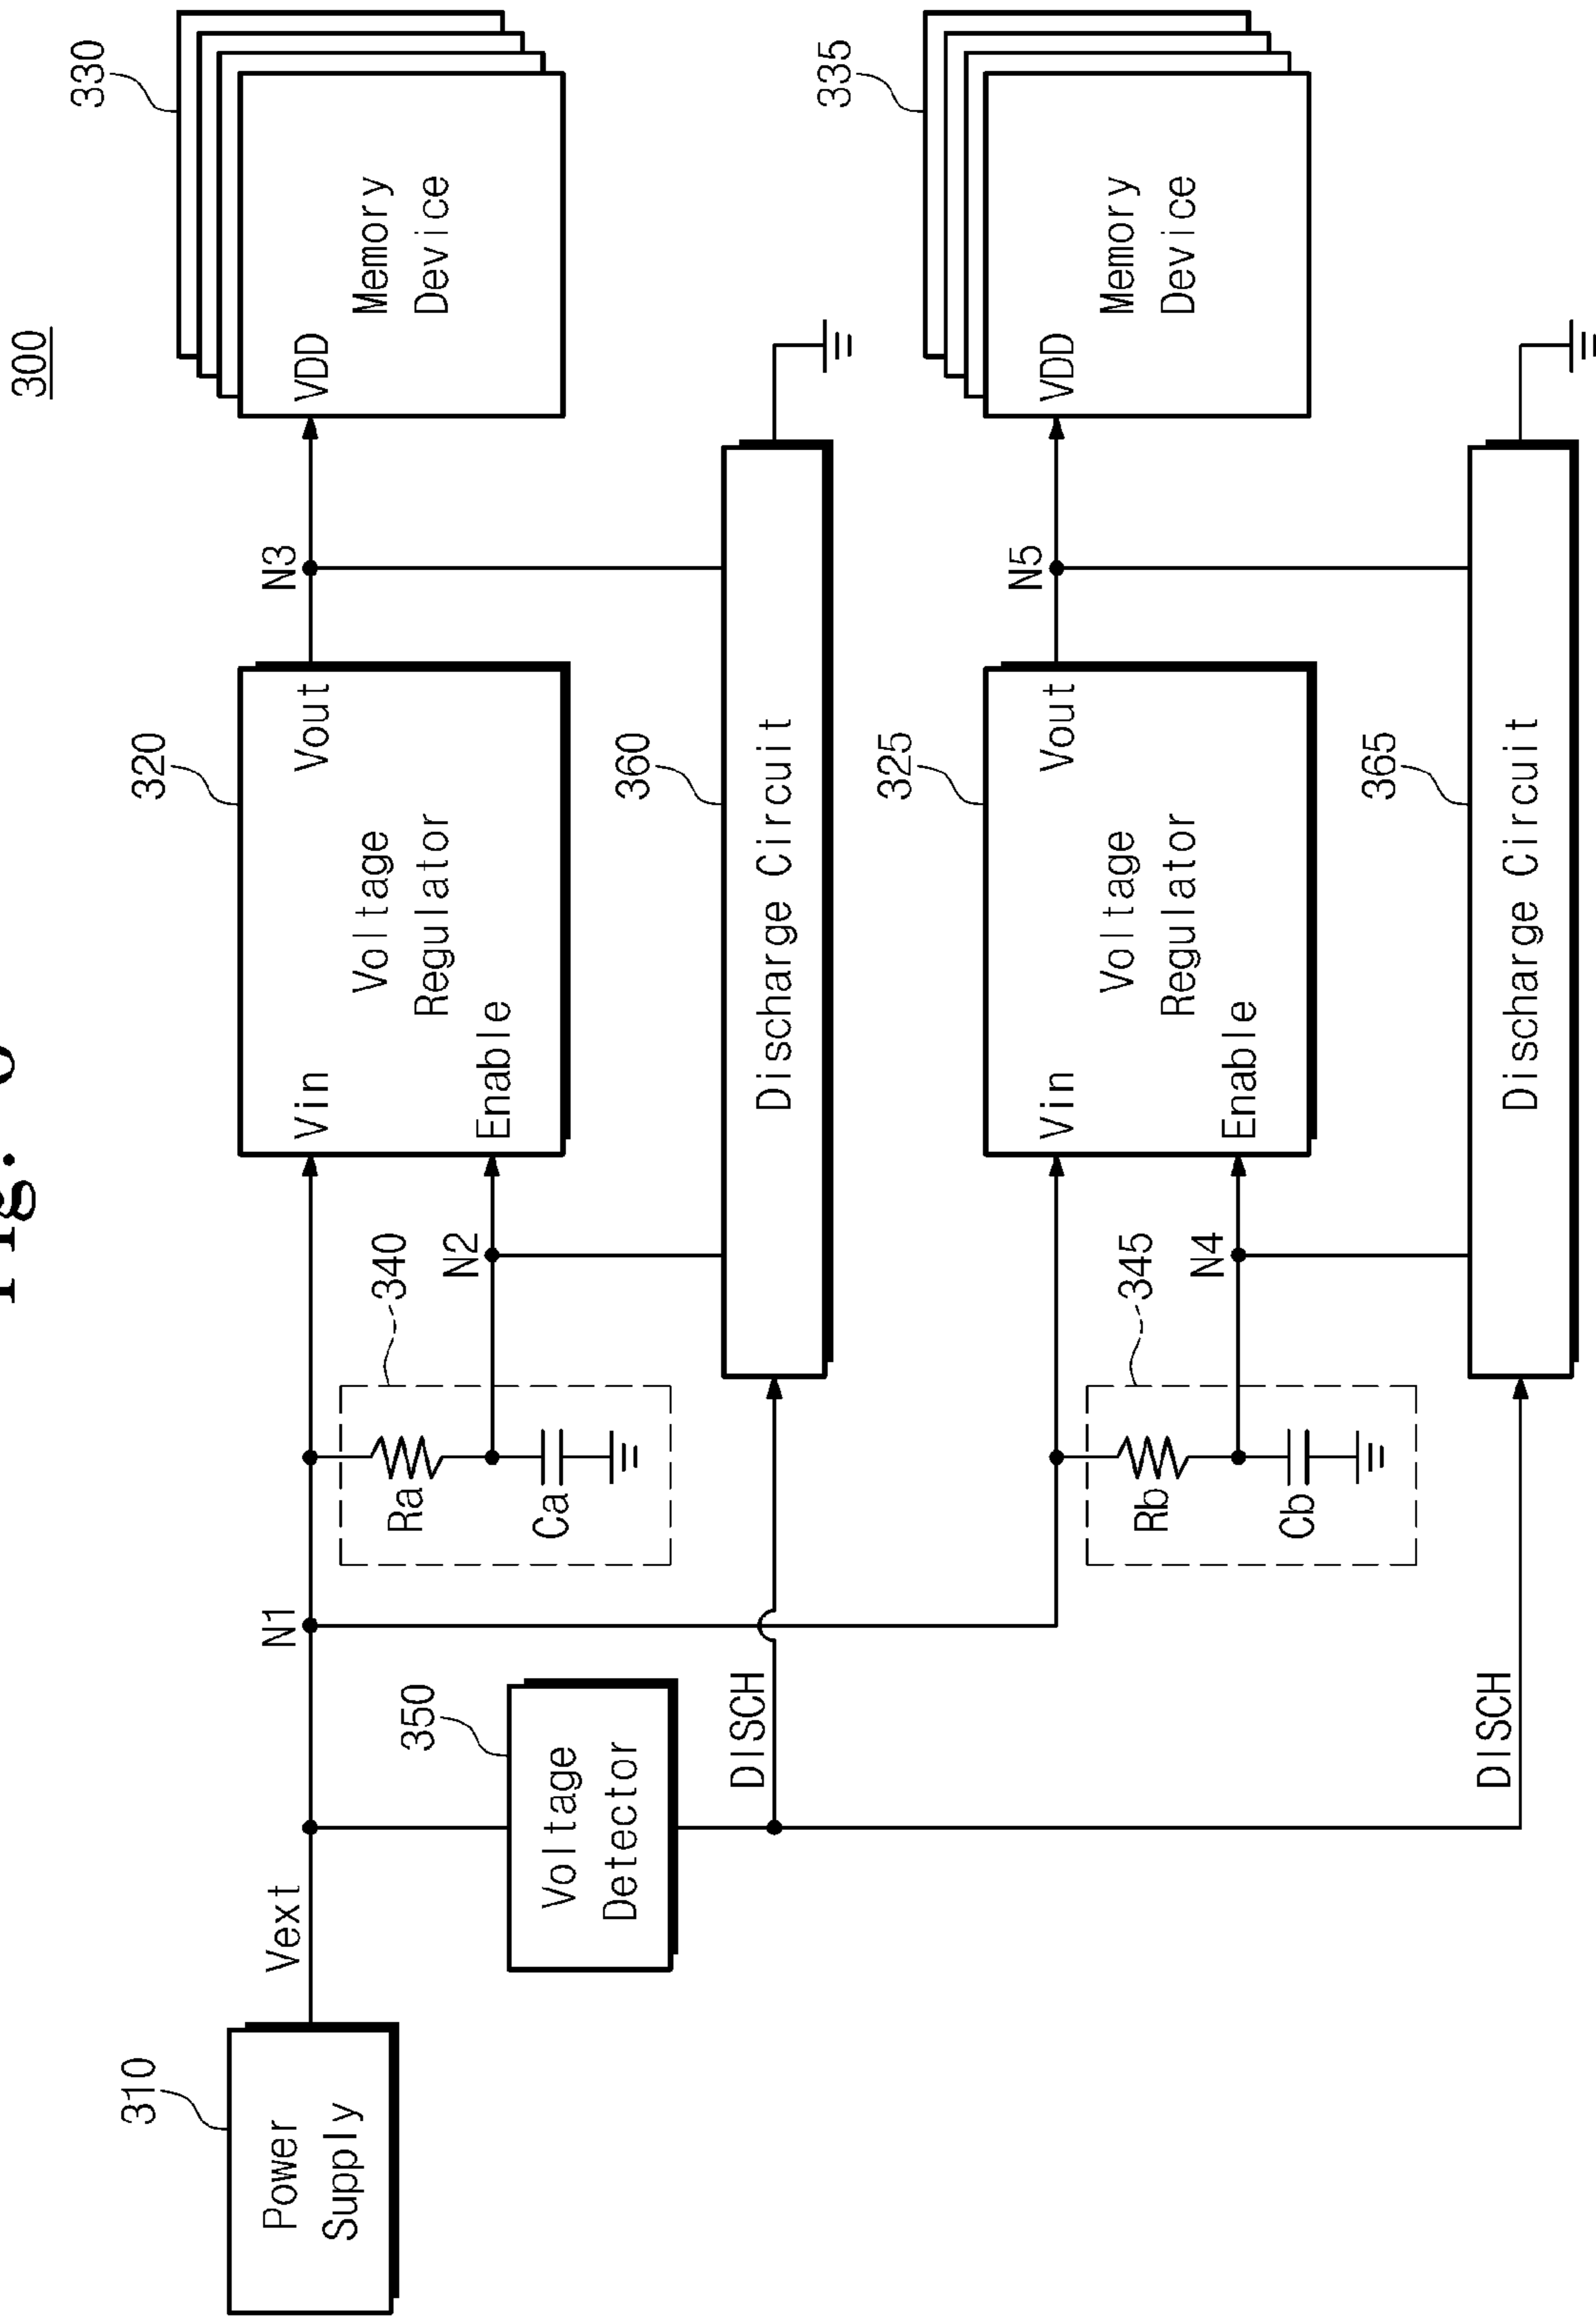 300
310
Power
Supply
Vext
N1
350
Voltage
Detector
DISCH
DISCH
340
Ra
Ca
N2
320
Vin
Vout
Voltage
Regulator
Enable
N3
330
VDD
Memory
Device
360
Discharge Circuit
345
Rb
Cb
N4
325
Vin
Vout
Voltage
Regulator
Enable
N5
335
VDD
Memory
Device
365
Discharge Circuit